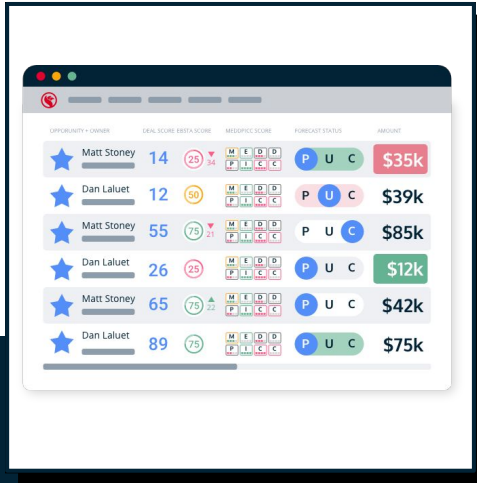 OPPORUNITY + OWNER DEAL SCORE EBSTA SCORE MEDDPICC SCORE FORECAST STATUS AMOUNT
Matt Stoney 14 25 34 M E D D P I C C P U C $35k
Dan Laluet 12 50 M E D D P I C C P U C $39k
Matt Stoney 55 75 21 M E D D P I C C P U C $85k
Dan Laluet 26 25 M E D D P I C C P U C $12k
Matt Stoney 65 75 22 M E D D P I C C P U C $42k
Dan Laluet 89 75 M E D D P I C C P U C $75k